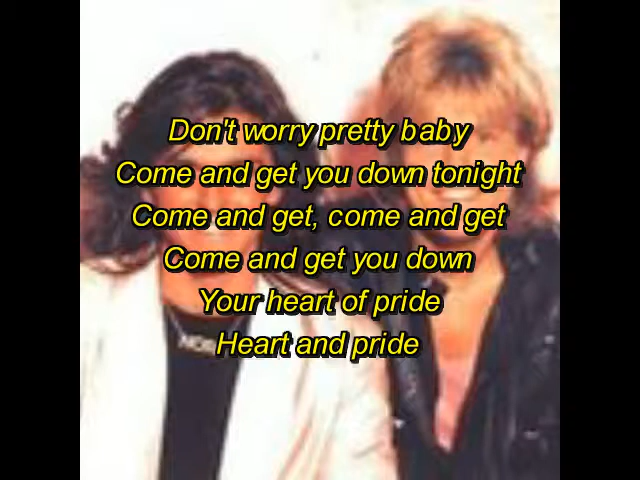 Don't worry pretty baby
Come and get you down tonight
Come and get, come and get
Come and get you down
Your heart of pride
Heart and pride